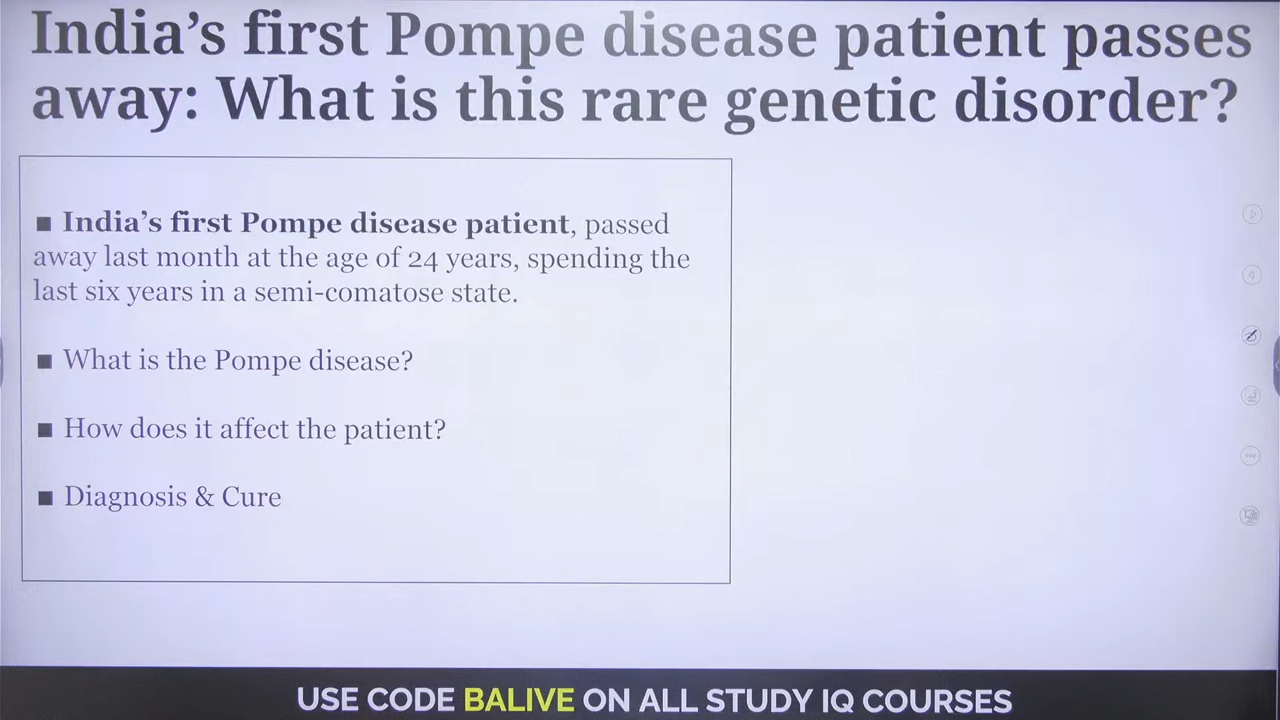 India’s first Pompe disease patient passes
away: What is this rare genetic disorder?
■ India’s first Pompe disease patient, passed
away last month at the age of 24 years, spending the
last six years in a semi-comatose state.
■ What is the Pompe disease?
■ How does it affect the patient?
■ Diagnosis & Cure
USE CODE BALIVE ON ALL STUDY IQ COURSES